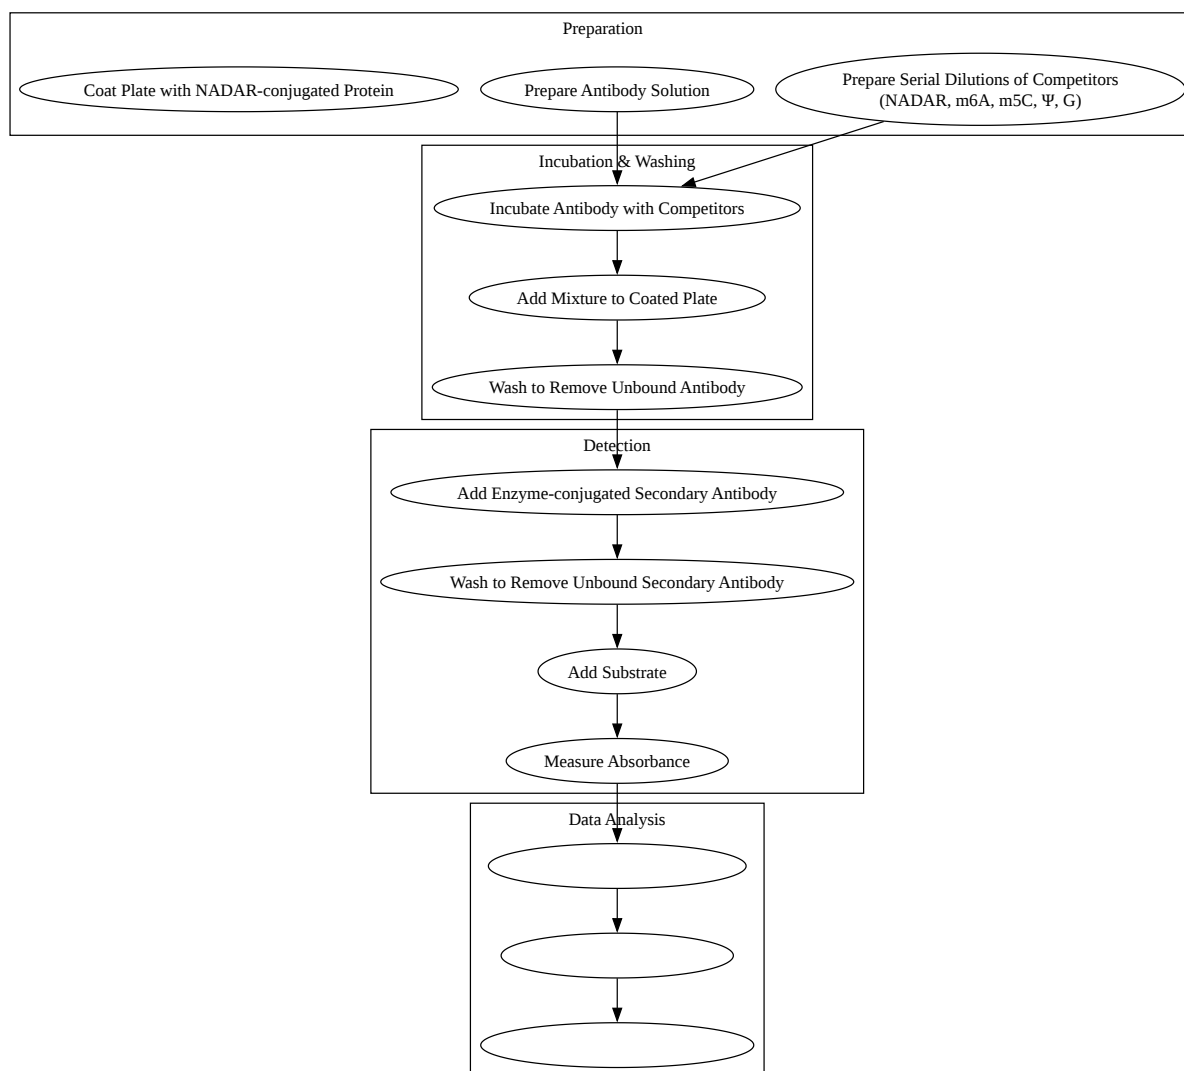 Preparation
Coat Plate with NADAR-conjugated Protein
Prepare Antibody Solution
Prepare Serial Dilutions of Competitors
(NADAR, m6A, m5C, Ψ, G)
Incubation & Washing
Incubate Antibody with Competitors
Add Mixture to Coated Plate
Wash to Remove Unbound Antibody
Detection
Add Enzyme-conjugated Secondary Antibody
Wash to Remove Unbound Secondary Antibody
Add Substrate
Measure Absorbance
Data Analysis